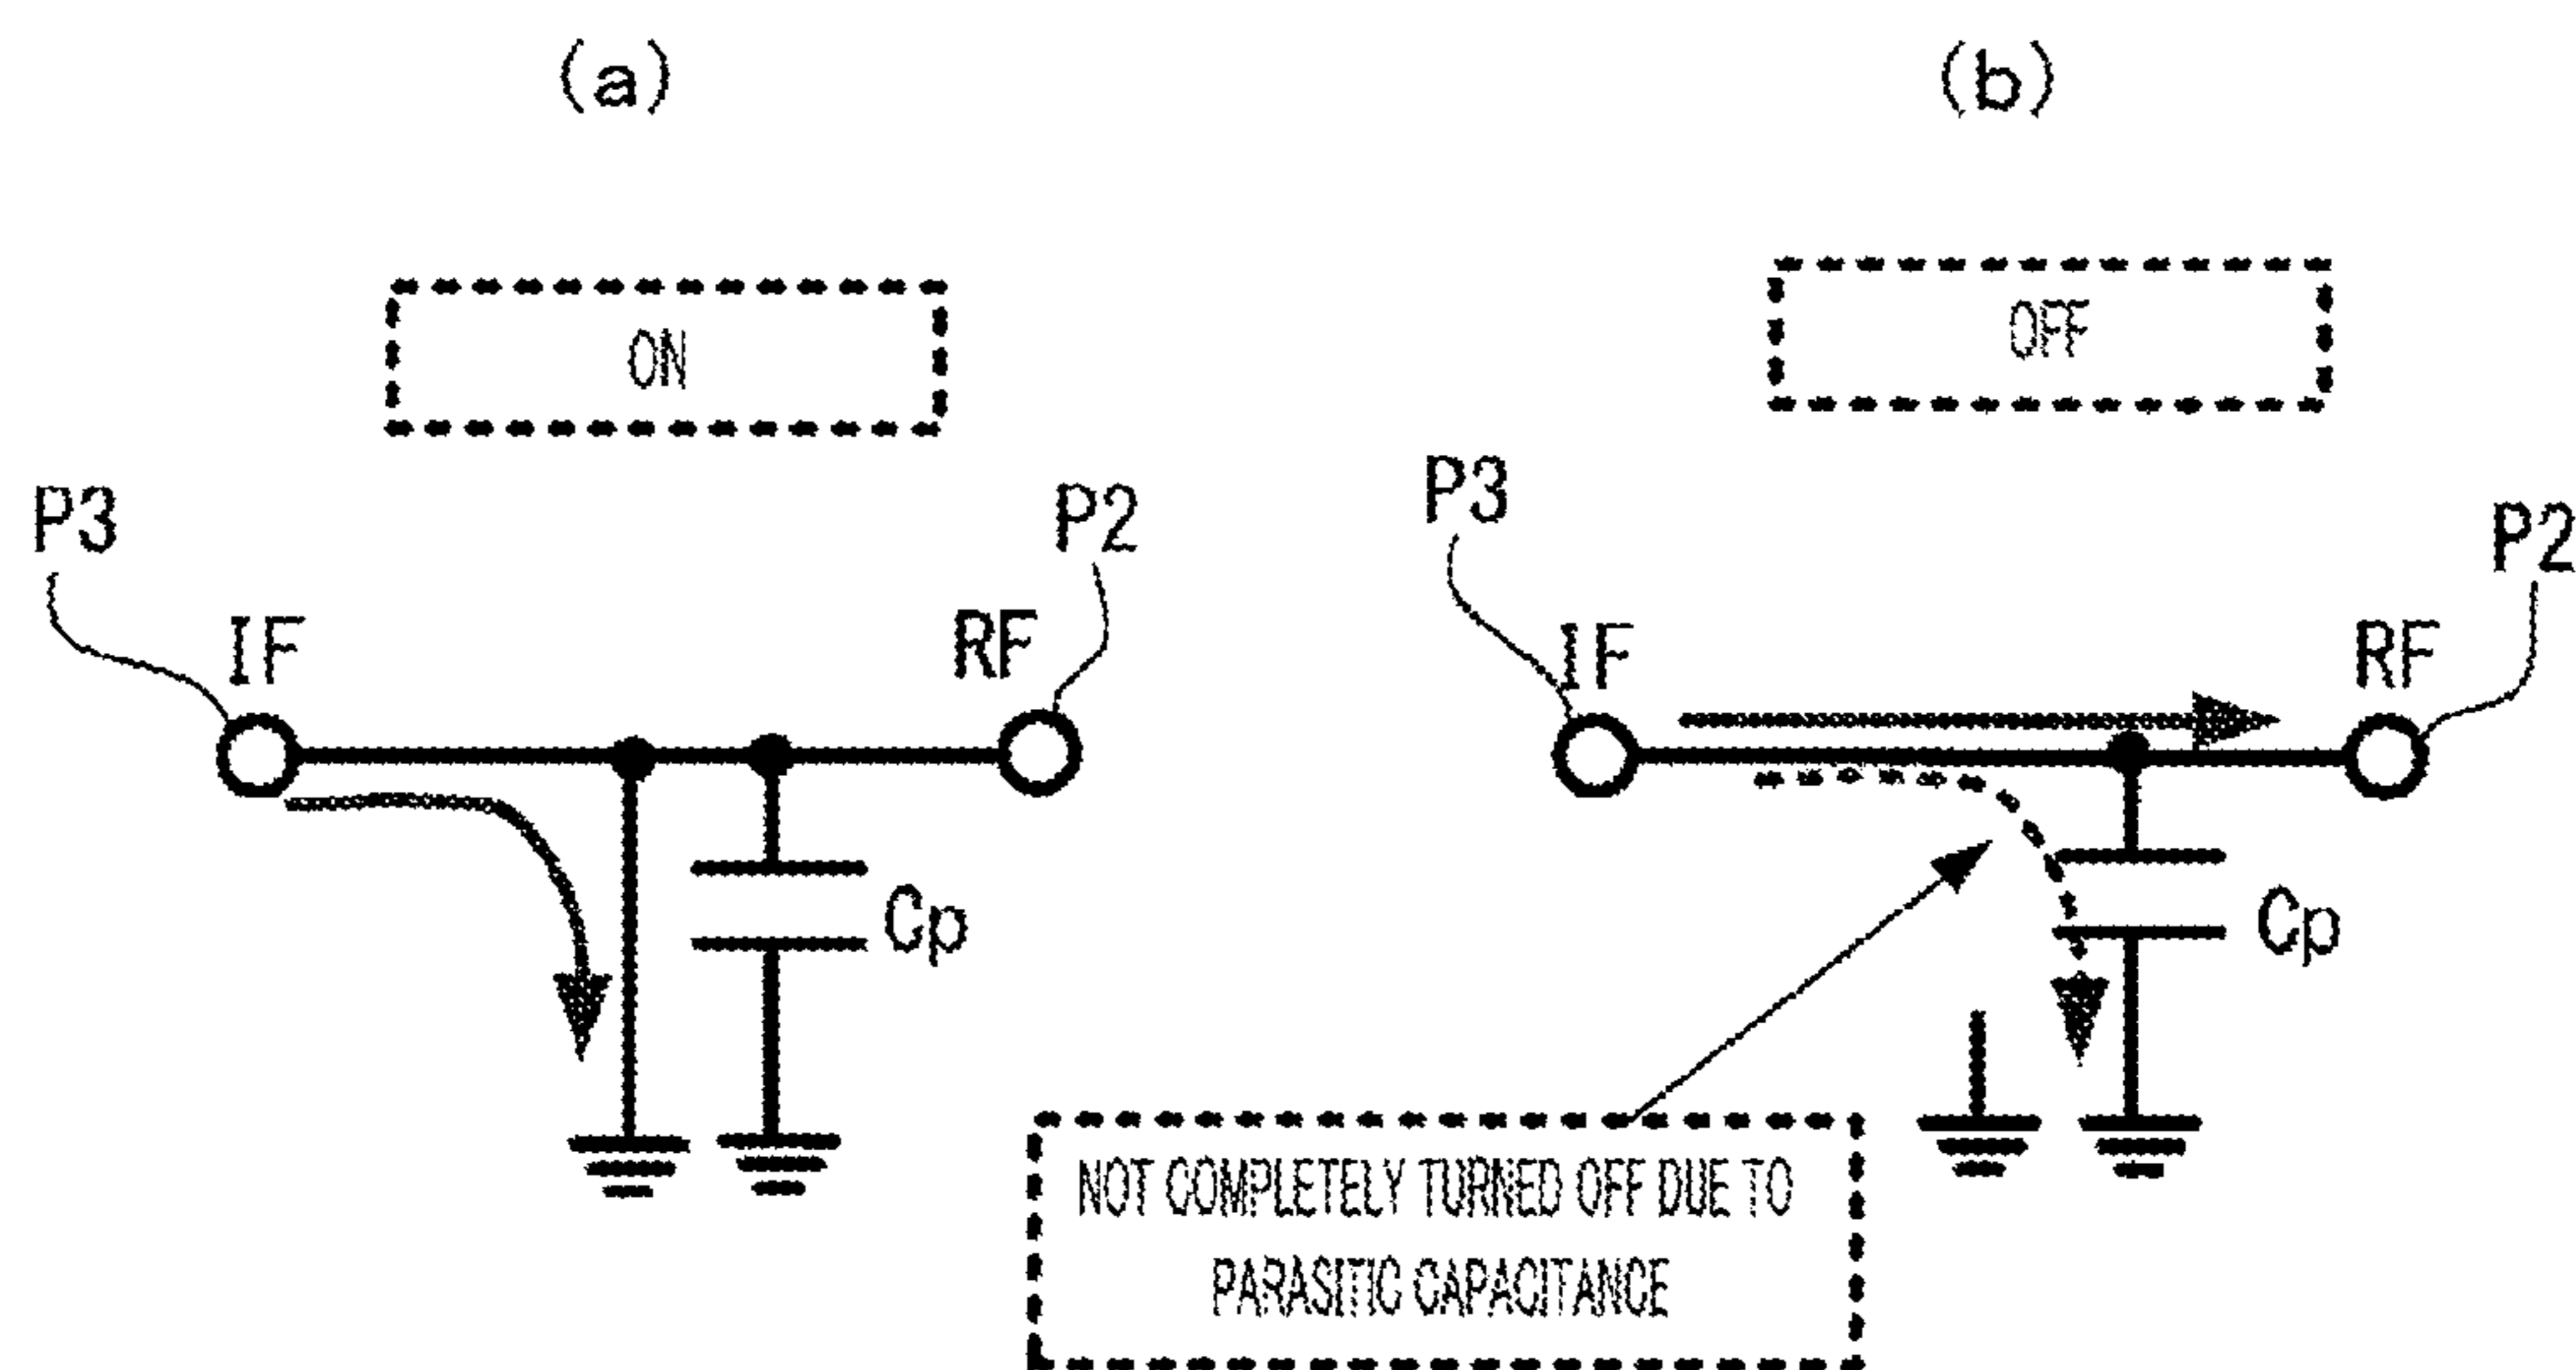 (a)
(b)
ON
OFF
P3
P2
IF
RF
Cp
P3
P2
IF
RF
Cp
NOT COMPLETELY TURNED OFF DUE TO
PARASITIC CAPACITANCE